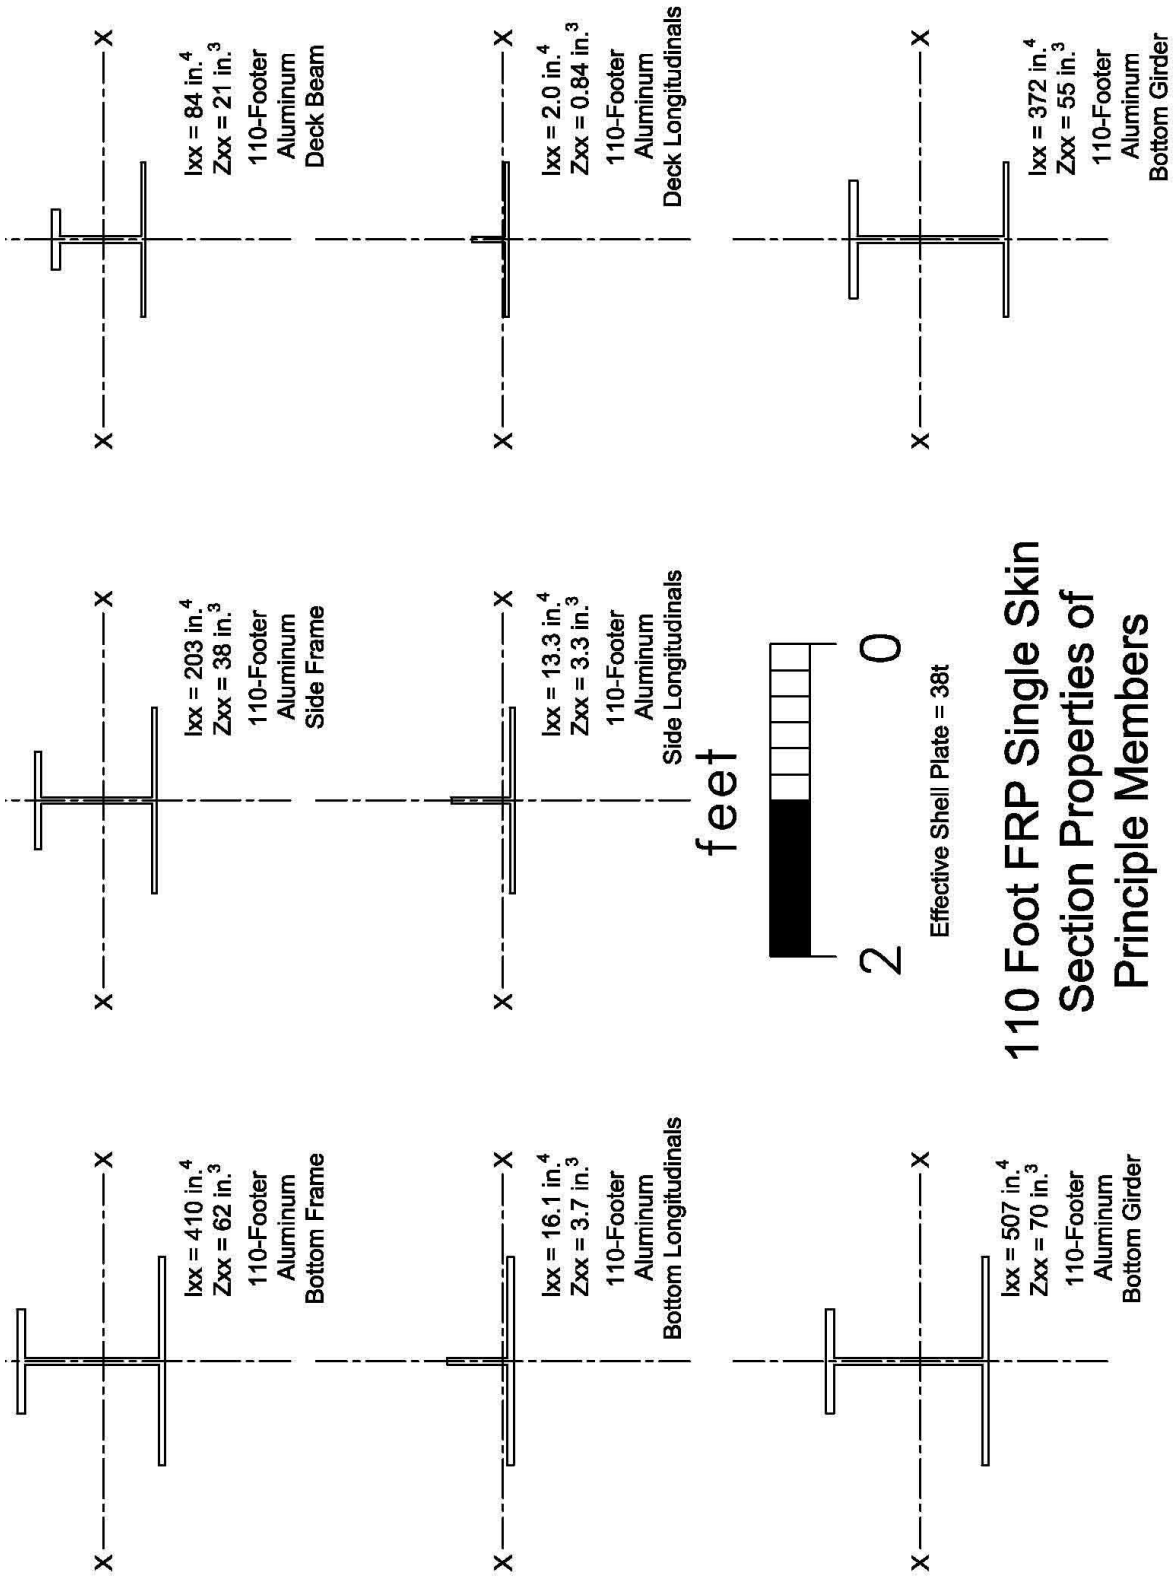 X
X
Ixx = 410 in.4
Zxx = 62 in.3
110-Footer
Aluminum
Bottom Frame
X
X
Ixx = 203 in.4
Zxx = 38 in.3
110-Footer
Aluminum
Side Frame
X
X
Ixx = 84 in.4
Zxx = 21 in.3
110-Footer
Aluminum
Deck Beam
X
X
Ixx = 16.1 in.4
Zxx = 3.7 in.3
110-Footer
Aluminum
Bottom Longitudinals
X
X
Ixx = 13.3 in.4
Zxx = 3.3 in.3
110-Footer
Aluminum
Side Longitudinals
X
X
Ixx = 2.0 in.4
Zxx = 0.84 in.3
110-Footer
Aluminum
Deck Longitudinals
X
X
Ixx = 507 in.4
Zxx = 70 in.3
110-Footer
Aluminum
Bottom Girder
feet
2 0
Effective Shell Plate = 38t
110 Foot FRP Single Skin
Section Properties of
Principle Members
X
X
Ixx = 372 in.4
Zxx = 55 in.3
110-Footer
Aluminum
Bottom Girder